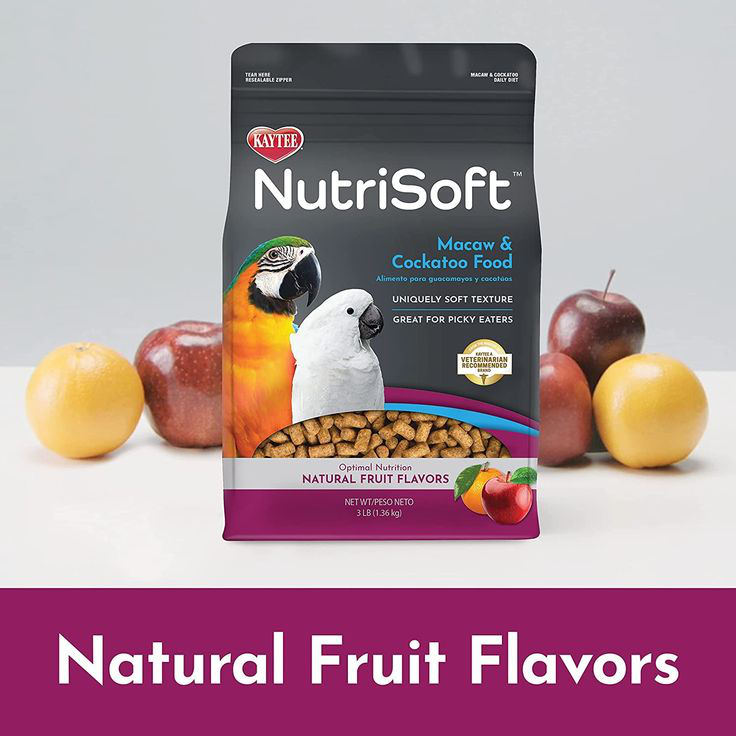 TEAR HERE
RESEALABLE ZIPPER
MACAW & COCKATOO
DAILY DIET
KAYTEE
NutriSoft™
Macaw &
Cockatoo Food
Alimento para guacamayos y cacatúas
UNIQUELY SOFT TEXTURE
GREAT FOR PICKY EATERS
KAYTEE A
VETERINARIAN
RECOMMENDED
BRAND
Optimal Nutrition
NATURAL FRUIT FLAVORS
NET WT/PESO NETO
3 LB (1.36 kg)
Natural Fruit Flavors